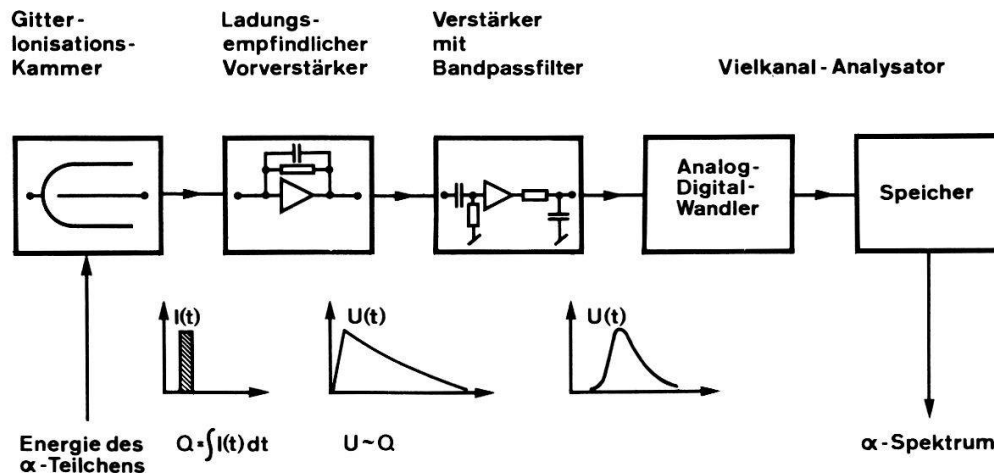 Gitter-
Ionisations-
Kammer
Ladungs-
empfindlicher
Vorverstärker
Verstärker
mit
Bandpassfilter
Vielkanal-Analysator
Analog-
Digital-
Wandler
Speicher
I(t)
U(t)
U(t)
Energie des
α-Teilchens
Q=∫I(t)dt
U~Q
α-Spektrum